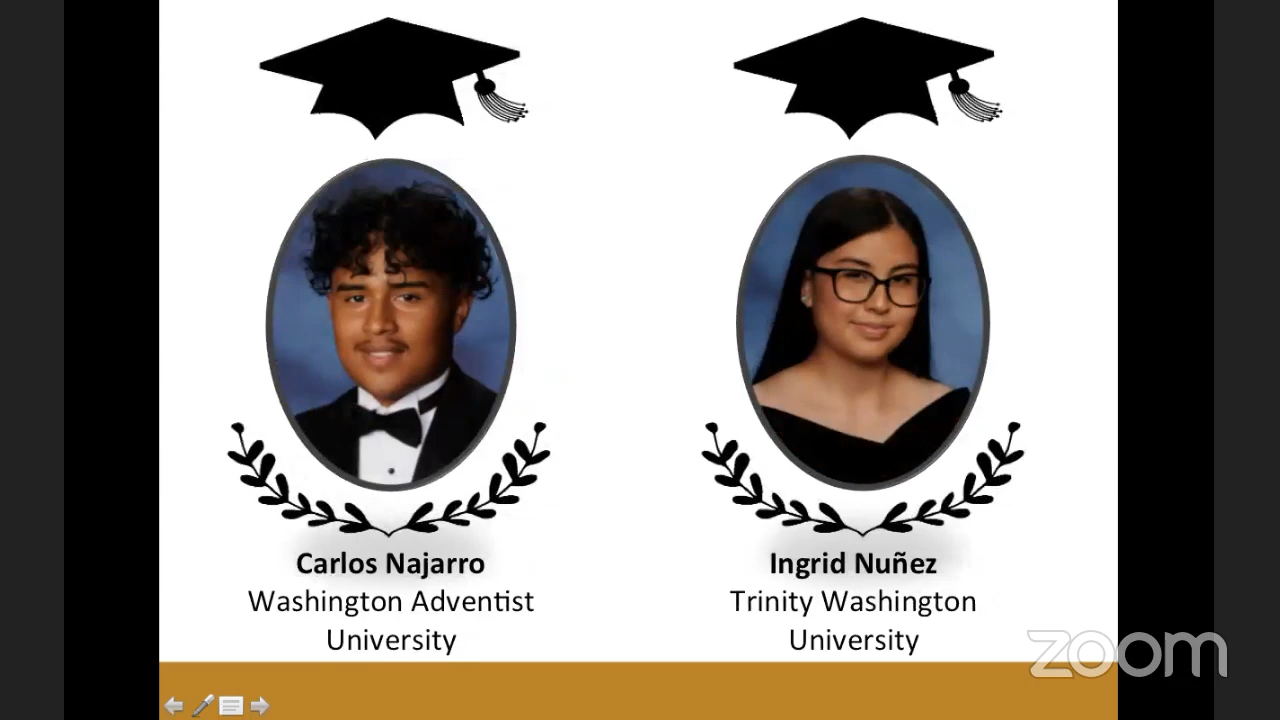 Carlos Najarro
Washington Adventist
University
Ingrid Nuñez
Trinity Washington
University
zoom